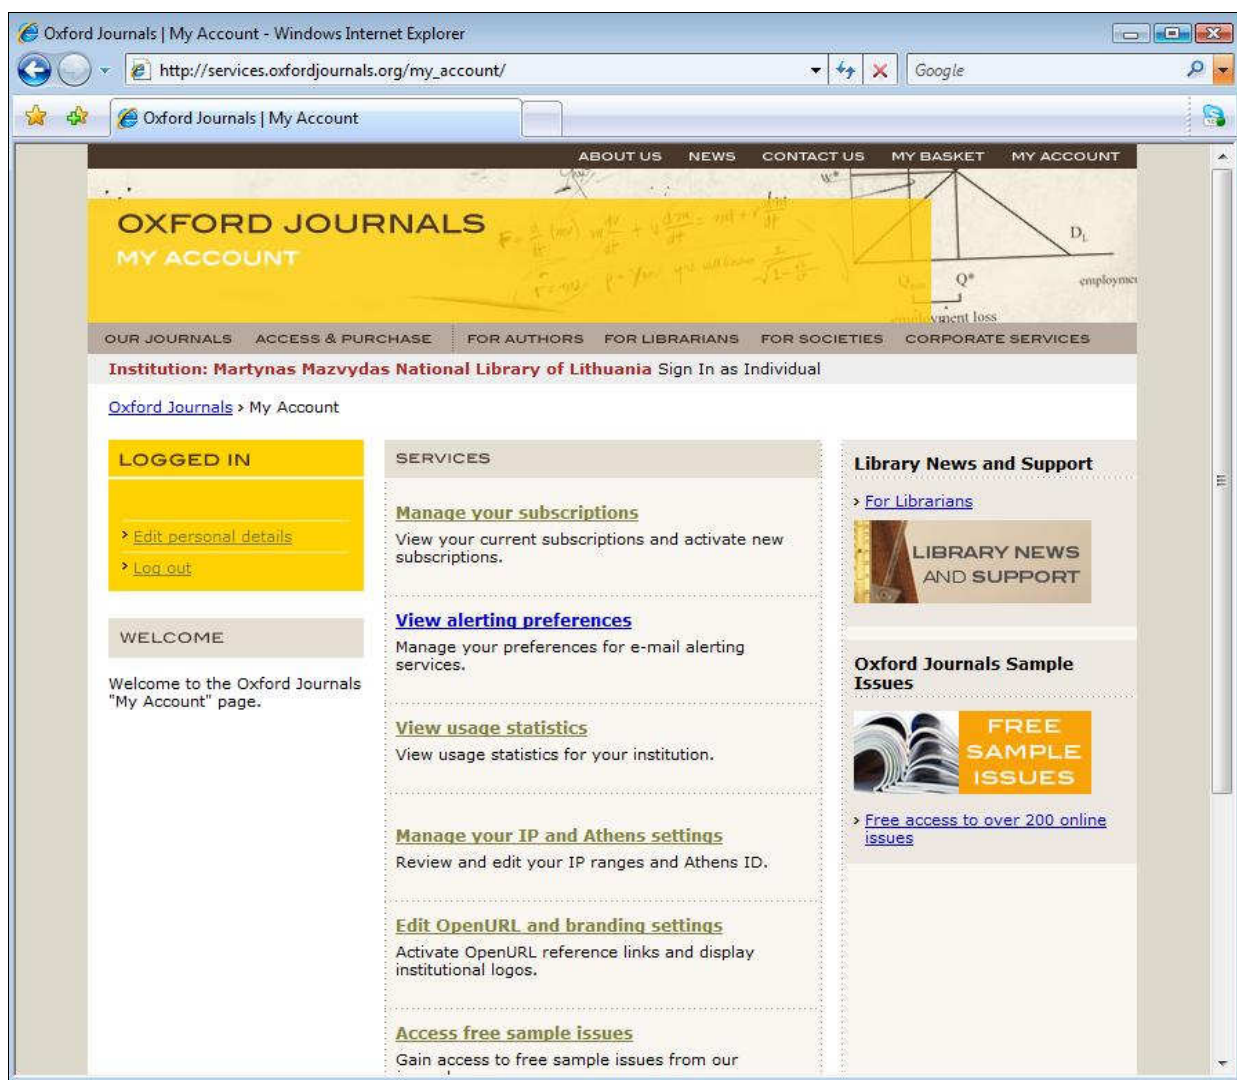 Oxford Journals | My Account - Windows Internet Explorer
http://services.oxfordjournals.org/my_account/
Google
Oxford Journals | My Account
ABOUT US NEWS CONTACT US MY BASKET MY ACCOUNT
OXFORD JOURNALS
MY ACCOUNT
D_L
Q*
employment loss
OUR JOURNALS ACCESS & PURCHASE FOR AUTHORS FOR LIBRARIANS FOR SOCIETIES CORPORATE SERVICES
Institution: Martynas Mazvydas National Library of Lithuania Sign In as Individual
Oxford Journals › My Account
LOGGED IN
› Edit personal details
› Log out
WELCOME
Welcome to the Oxford Journals
"My Account" page.
SERVICES
Manage your subscriptions
View your current subscriptions and activate new
subscriptions.
View alerting preferences
Manage your preferences for e-mail alerting
services.
View usage statistics
View usage statistics for your institution.
Manage your IP and Athens settings
Review and edit your IP ranges and Athens ID.
Edit OpenURL and branding settings
Activate OpenURL reference links and display
institutional logos.
Access free sample issues
Gain access to free sample issues from our
Library News and Support
› For Librarians
LIBRARY NEWS
AND SUPPORT
Oxford Journals Sample
Issues
FREE
SAMPLE
ISSUES
› Free access to over 200 online
issues